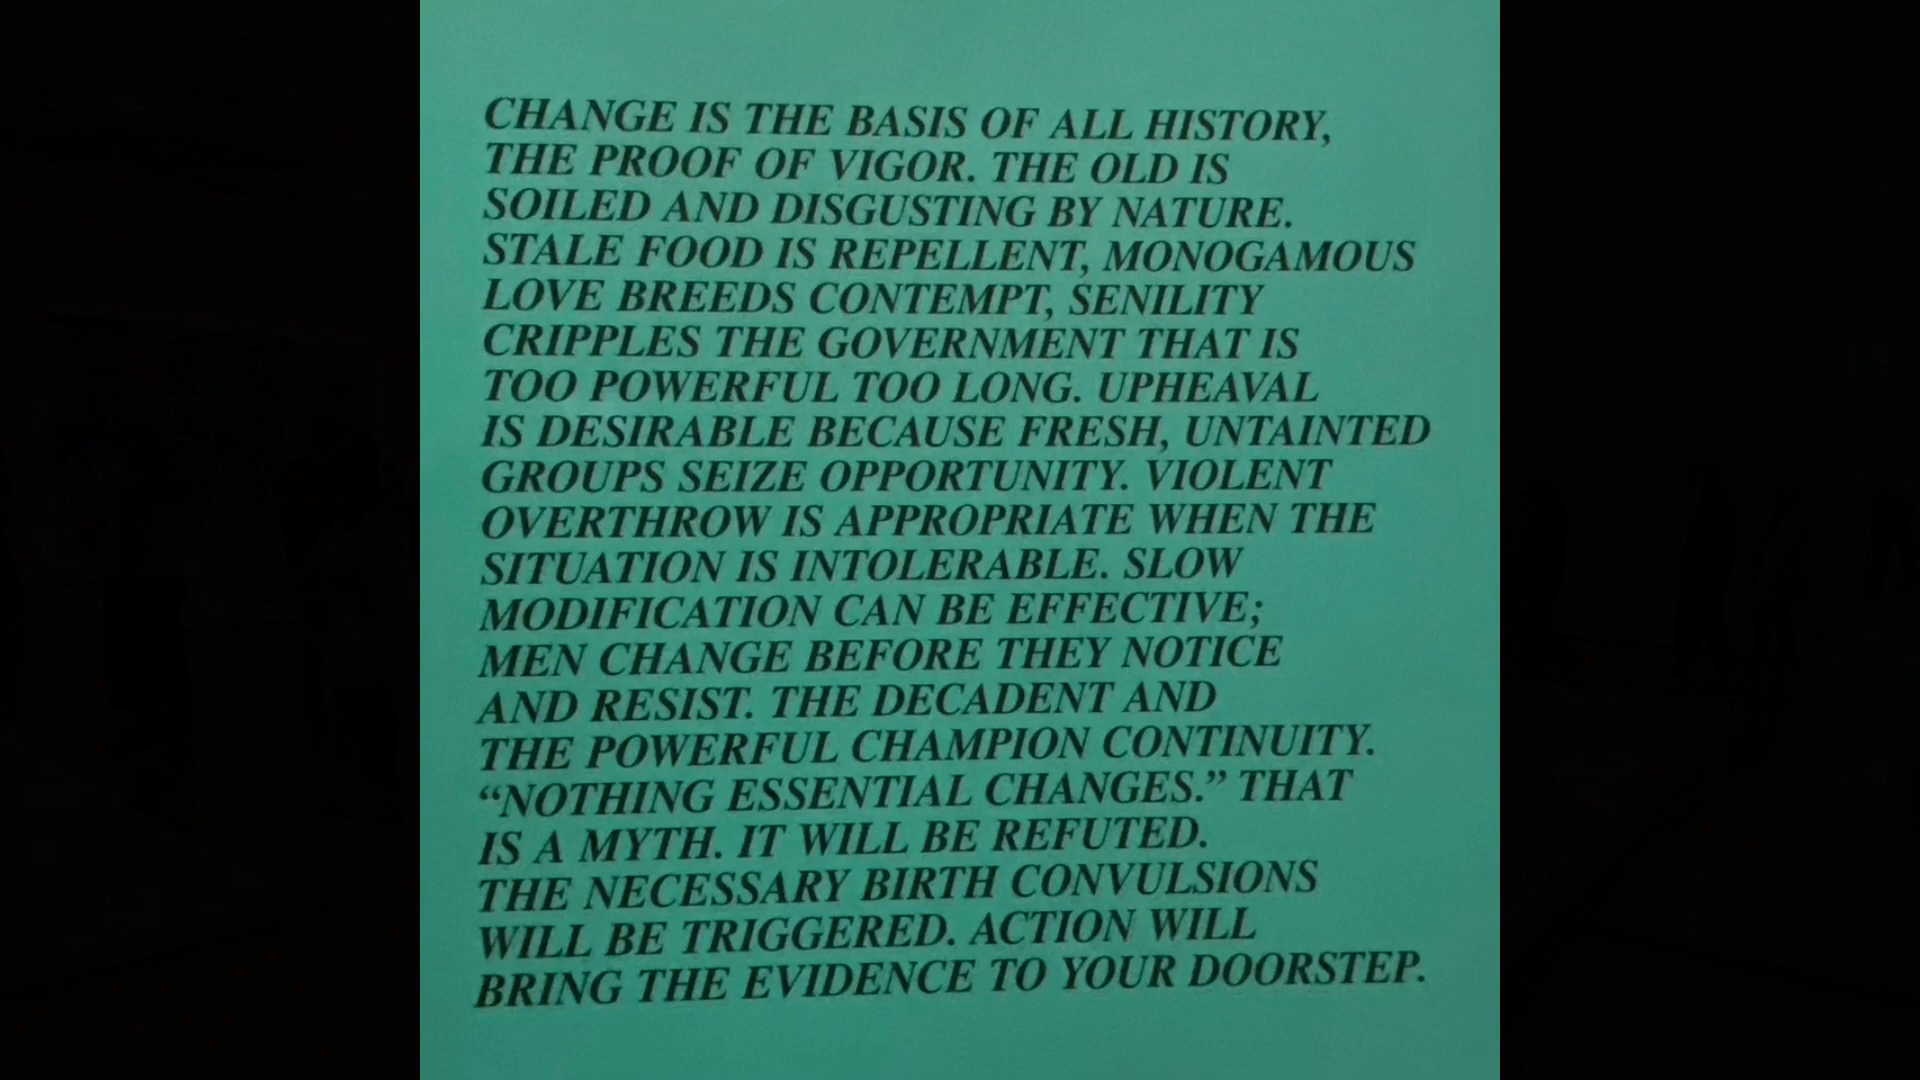 CHANGE IS THE BASIS OF ALL HISTORY,
THE PROOF OF VIGOR. THE OLD IS
SOILED AND DISGUSTING BY NATURE.
STALE FOOD IS REPELLENT, MONOGAMOUS
LOVE BREEDS CONTEMPT, SENILITY
CRIPPLES THE GOVERNMENT THAT IS
TOO POWERFUL TOO LONG. UPHEAVAL
IS DESIRABLE BECAUSE FRESH, UNTAINTED
GROUPS SEIZE OPPORTUNITY. VIOLENT
OVERTHROW IS APPROPRIATE WHEN THE
SITUATION IS INTOLERABLE. SLOW
MODIFICATION CAN BE EFFECTIVE;
MEN CHANGE BEFORE THEY NOTICE
AND RESIST. THE DECADENT AND
THE POWERFUL CHAMPION CONTINUITY.
“NOTHING ESSENTIAL CHANGES.” THAT
IS A MYTH. IT WILL BE REFUTED.
THE NECESSARY BIRTH CONVULSIONS
WILL BE TRIGGERED. ACTION WILL
BRING THE EVIDENCE TO YOUR DOORSTEP.